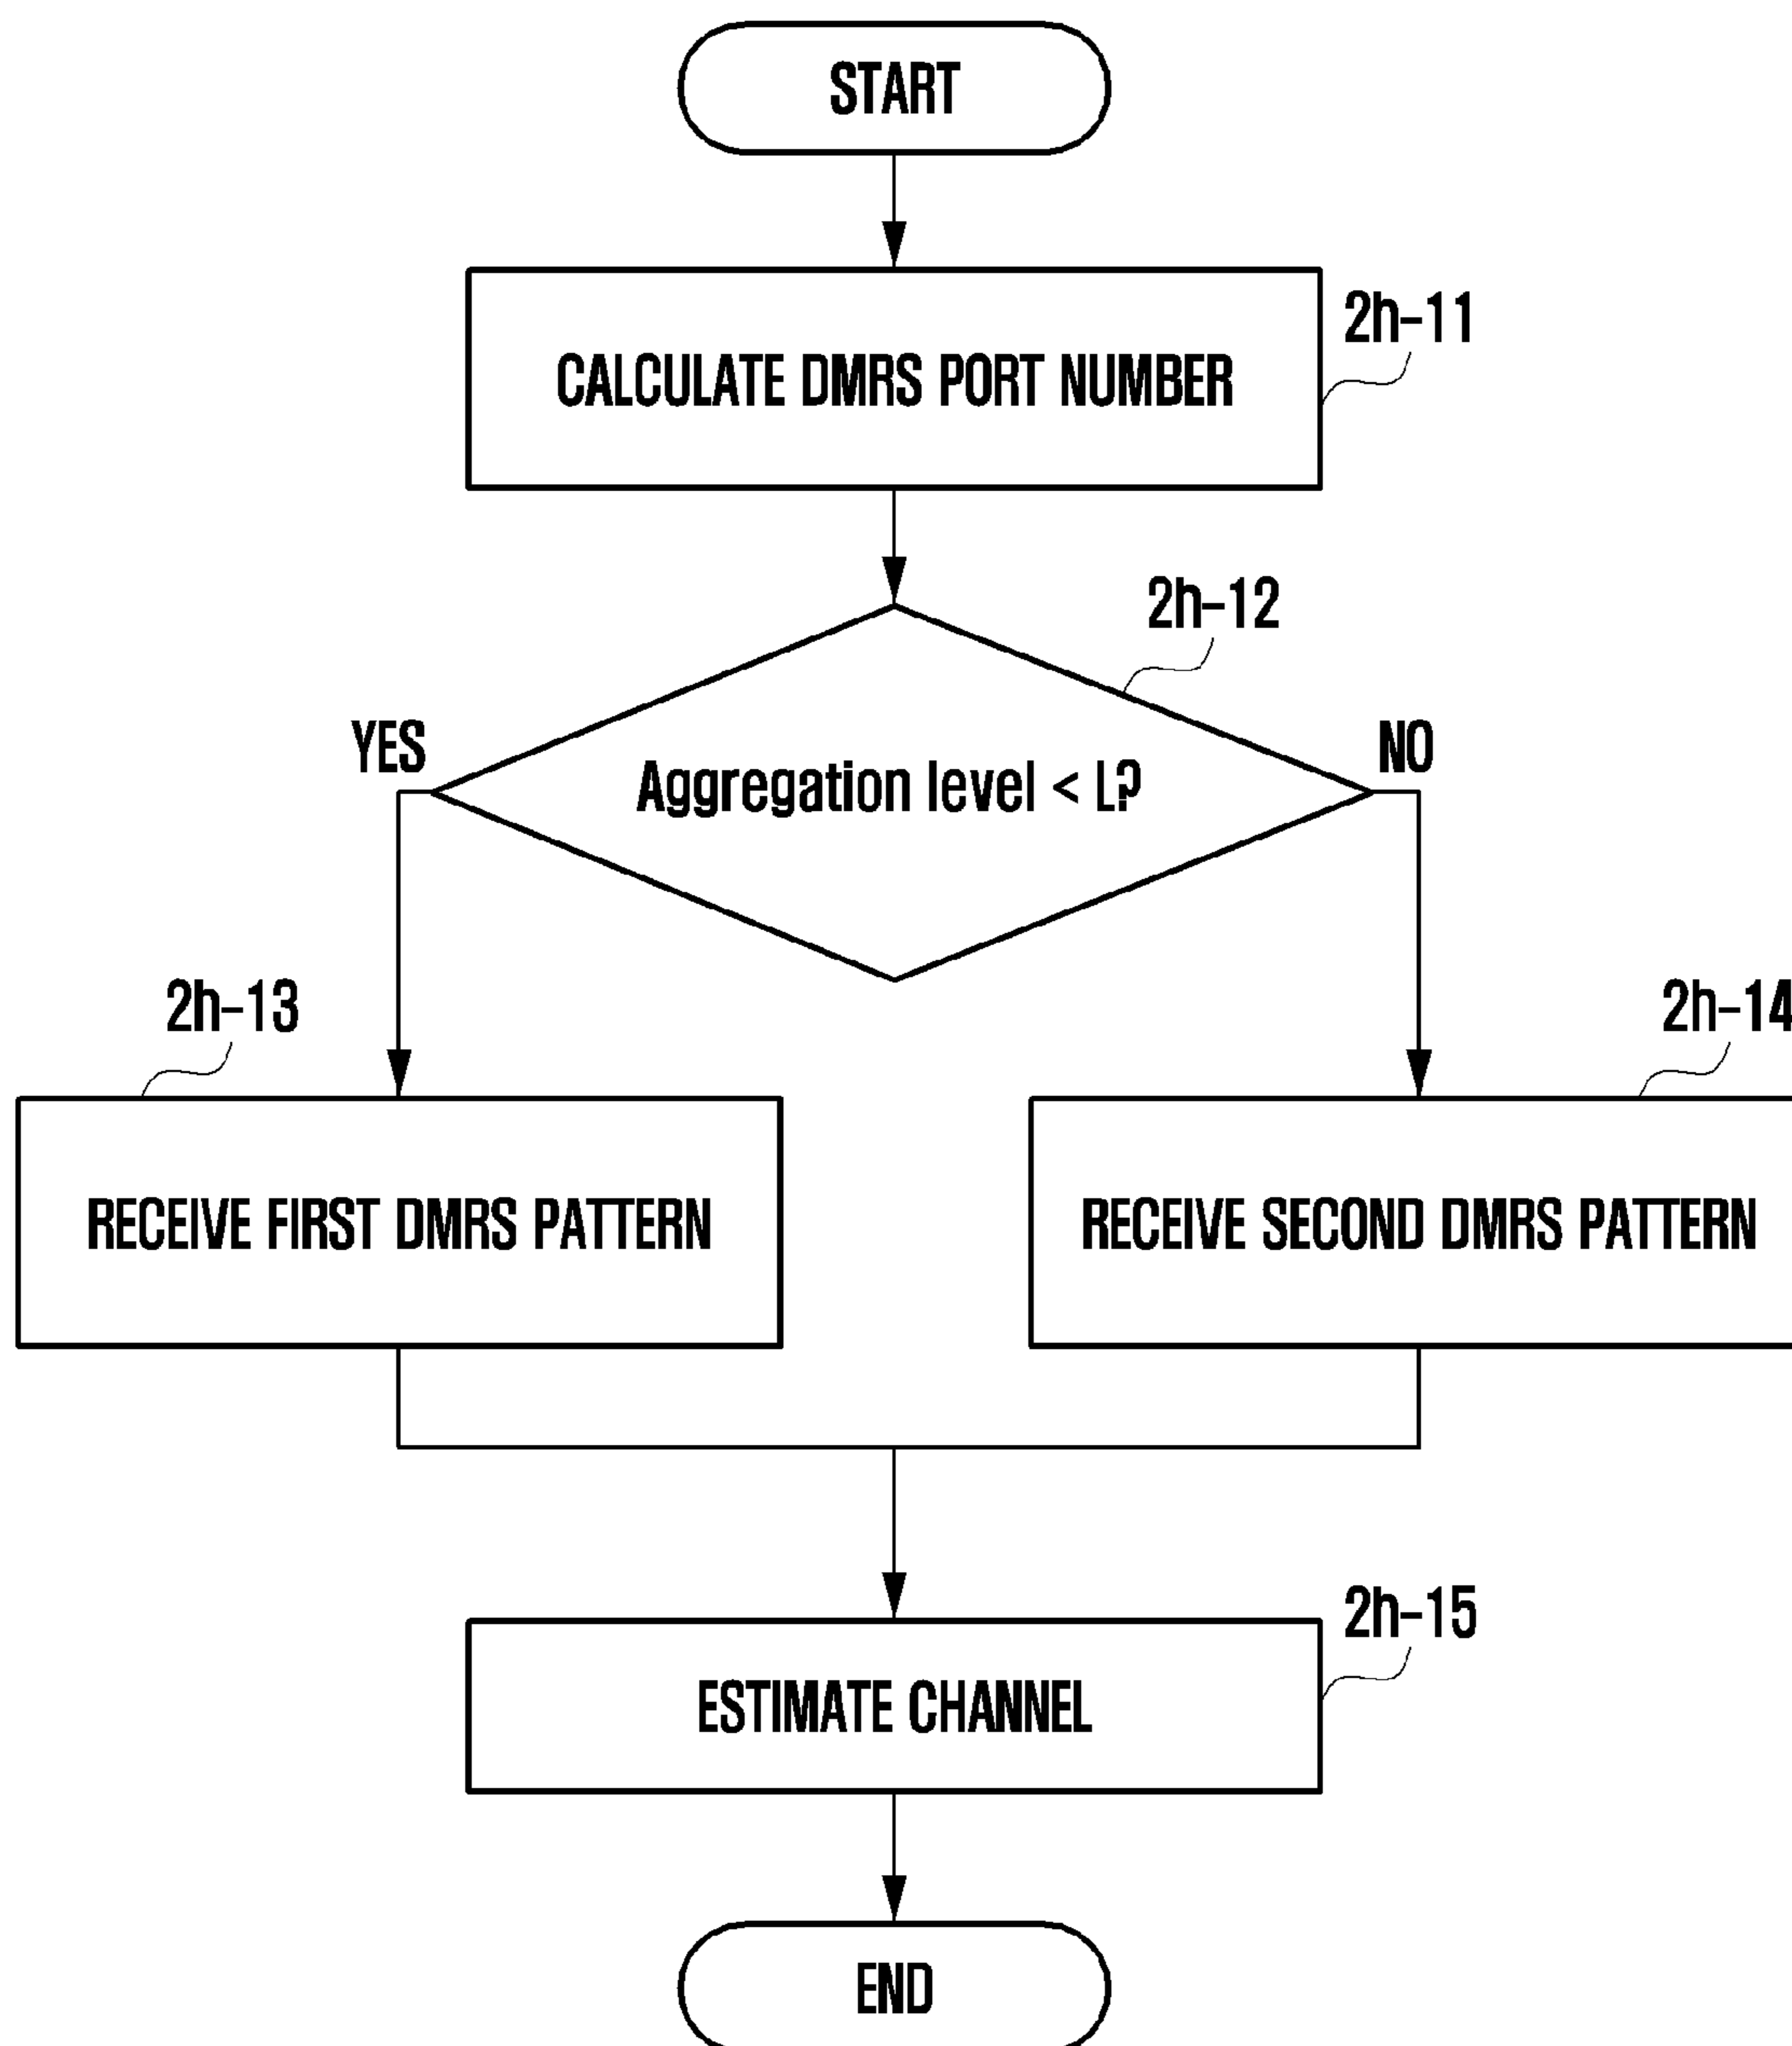 START
CALCULATE DMRS PORT NUMBER
2h-11
2h-12
YES
Aggregation level < L?
NO
2h-13
2h-14
RECEIVE FIRST DMRS PATTERN
RECEIVE SECOND DMRS PATTERN
2h-15
ESTIMATE CHANNEL
END